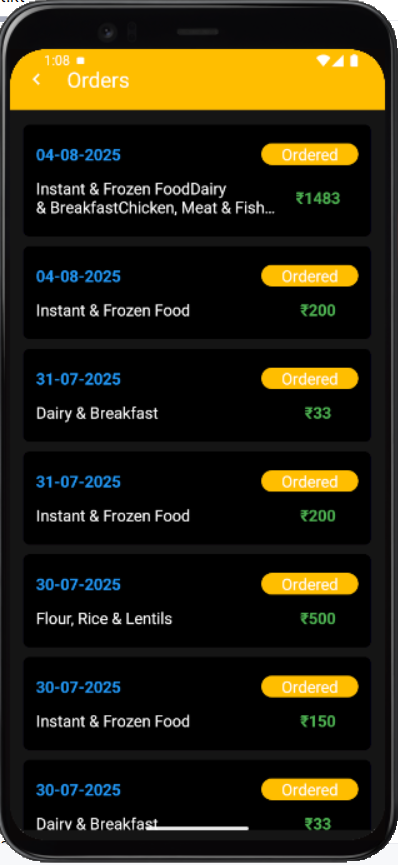 1:08
Orders
04-08-2025
Ordered
Instant & Frozen FoodDairy
& BreakfastChicken, Meat & Fish...
₹1483
04-08-2025
Ordered
Instant & Frozen Food
₹200
31-07-2025
Ordered
Dairy & Breakfast
₹33
31-07-2025
Ordered
Instant & Frozen Food
₹200
30-07-2025
Ordered
Flour, Rice & Lentils
₹500
30-07-2025
Ordered
Instant & Frozen Food
₹150
30-07-2025
Ordered
Dairy & Breakfast
₹33